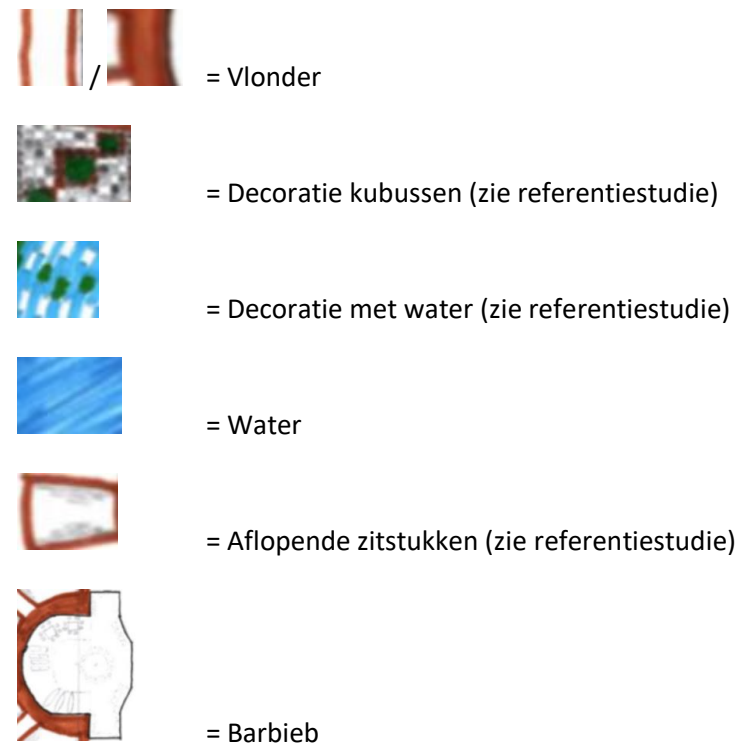 / = Vlonder
= Decoratie kubussen (zie referentiestudie)
= Decoratie met water (zie referentiestudie)
= Water
= Aflopende zitstukken (zie referentiestudie)
= Barbieb